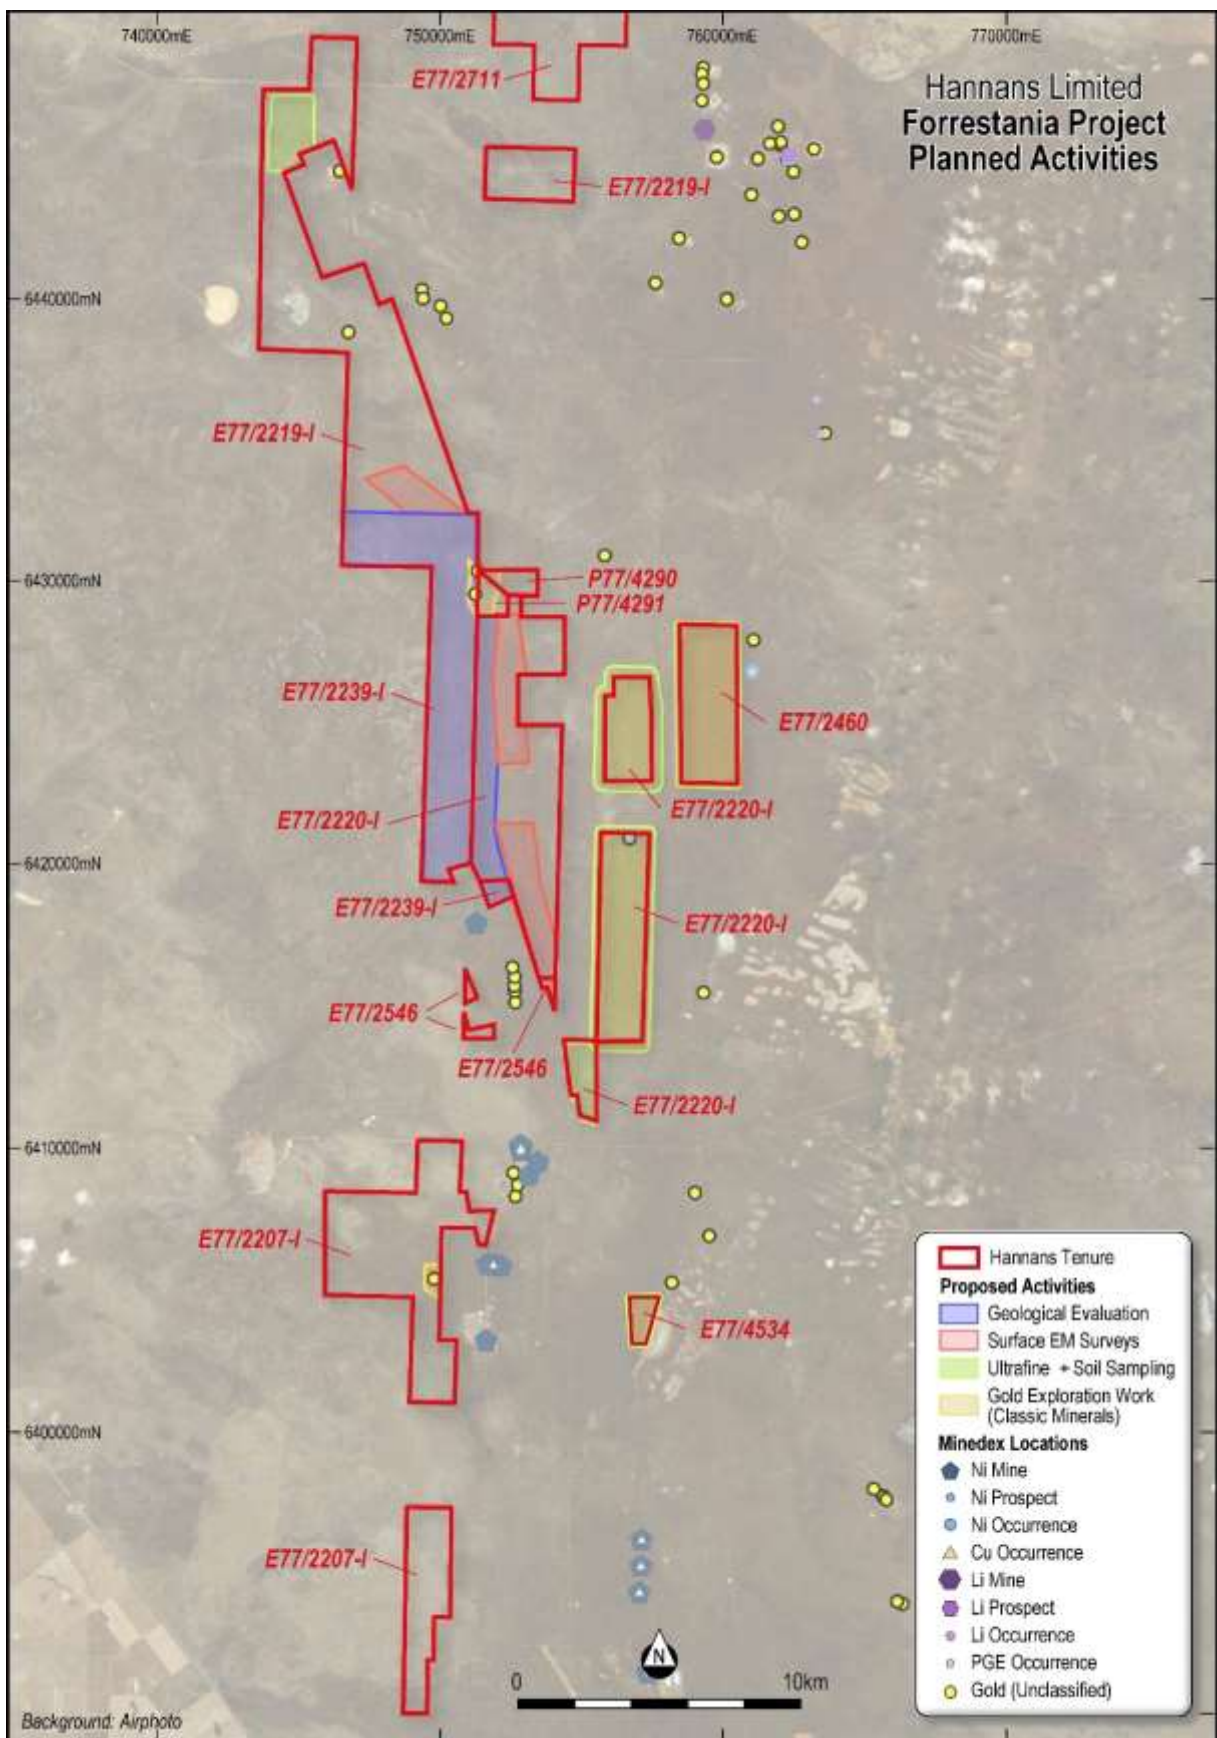 740000mE
750000mE
760000mE
770000mE
Hannans Limited
Forrestania Project
Planned Activities
E77/2711
E77/2219-I
6440000mN
E77/2219-I
6430000mN
P77/4290
P77/4291
E77/2239-I
E77/2460
E77/2220-I
E77/2220-I
6420000mN
E77/2239-I
E77/2220-I
E77/2546
E77/2546
E77/2220-I
6410000mN
E77/2207-I
E77/4534
6400000mN
E77/2207-I
Hannans Tenure
Proposed Activities
Geological Evaluation
Surface EM Surveys
Ultrafine + Soil Sampling
Gold Exploration Work
(Classic Minerals)
Minedex Locations
Ni Mine
Ni Prospect
Ni Occurrence
Cu Occurrence
Li Mine
Li Prospect
Li Occurrence
PGE Occurrence
Gold (Unclassified)
N
0
10km
Background: Airphoto